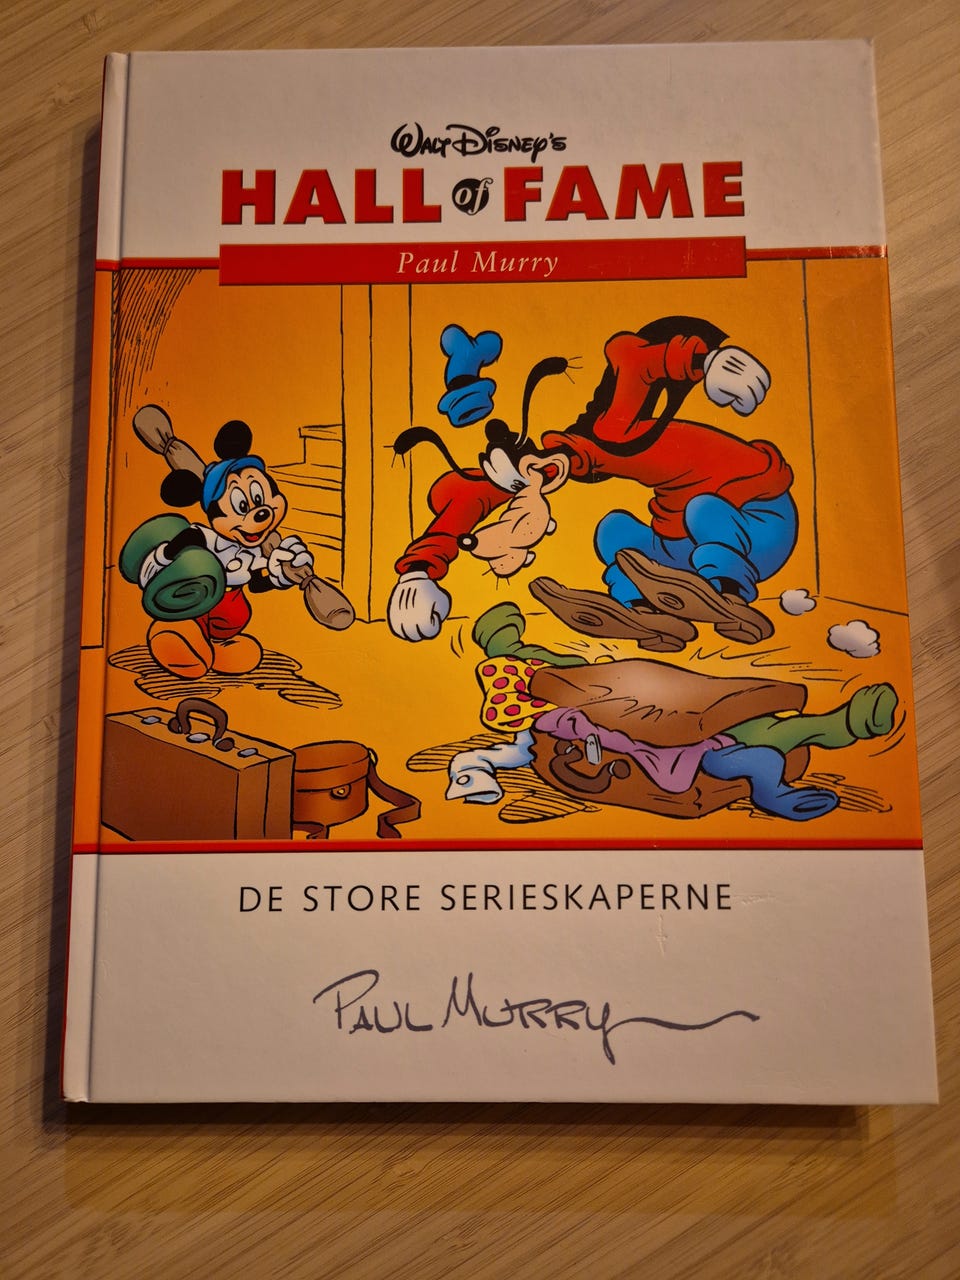 WALT DISNEY'S
HALL of FAME
Paul Murry
DE STORE SERIESKAPERNE
PAUL MURRY